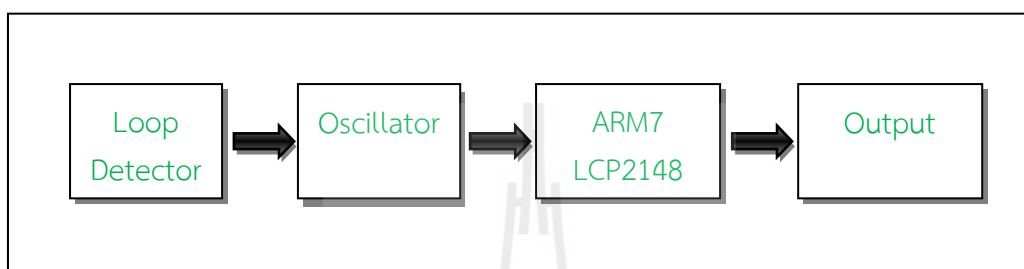 Loop
Detector
Oscillator
ARM7
LCP2148
Output